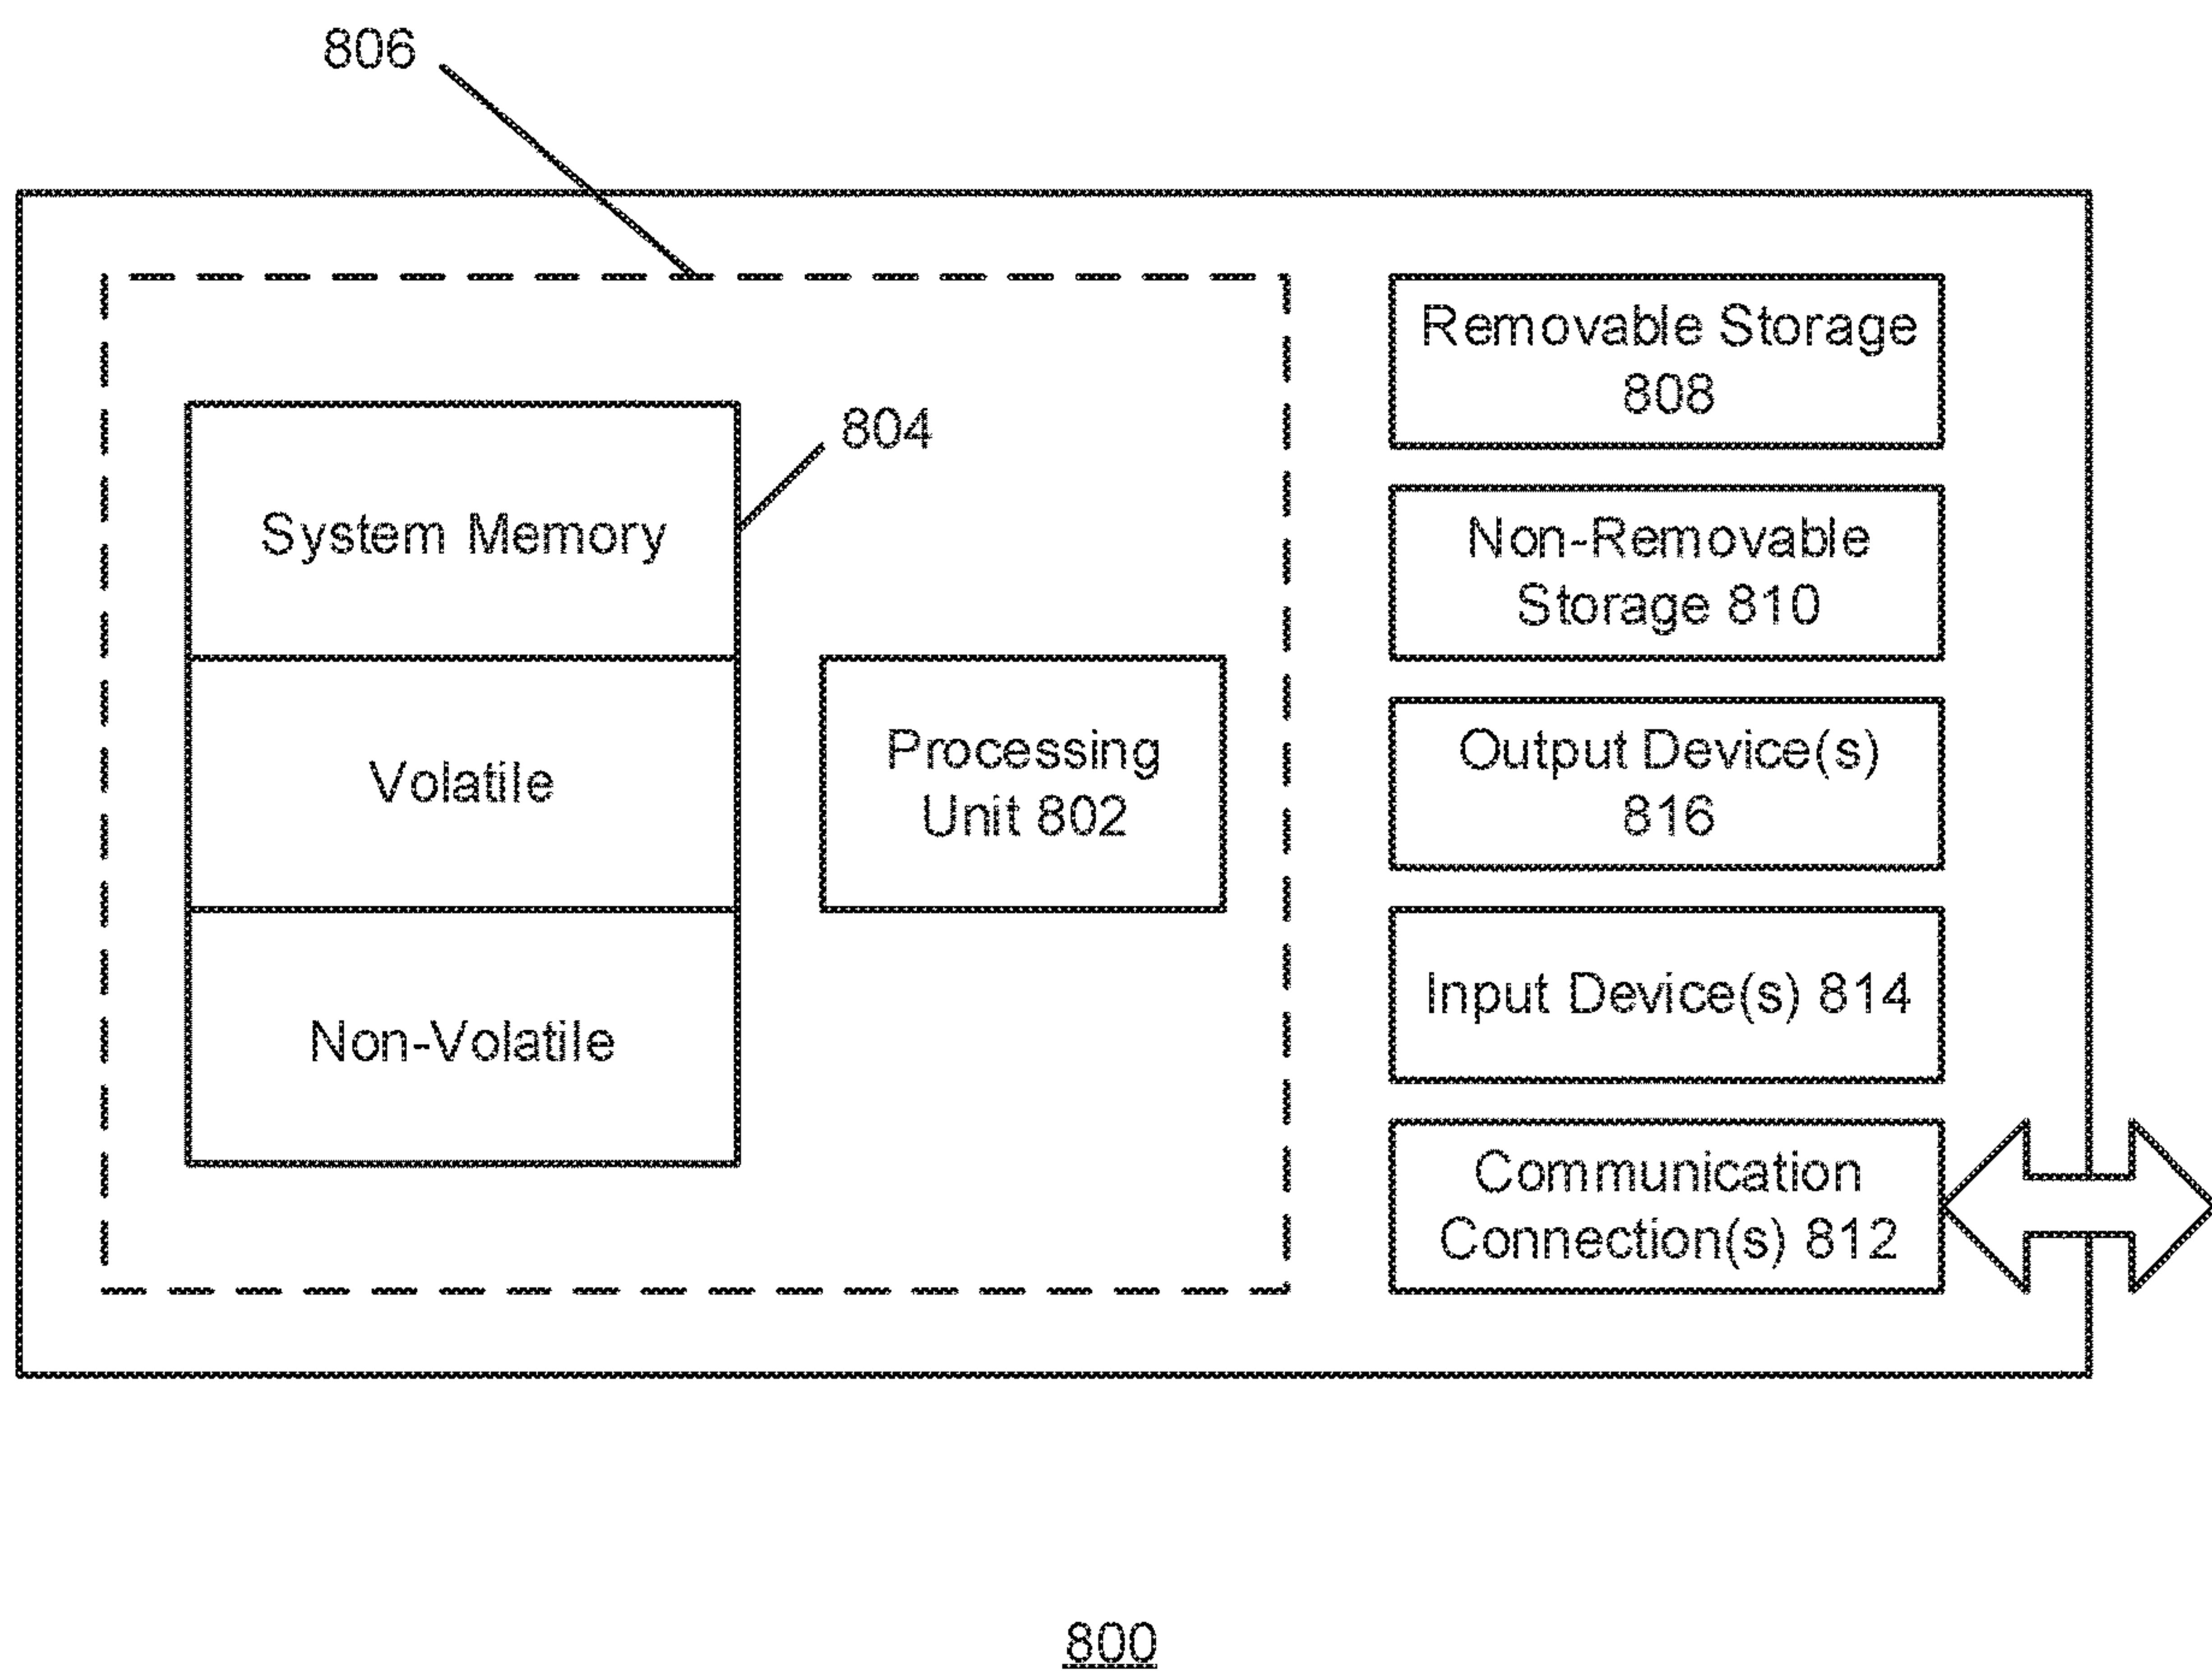 806
804
System Memory
Volatile
Non-Volatile
Processing
Unit 802
Removable Storage
808
Non-Removable
Storage 810
Output Device(s)
816
Input Device(s) 814
Communication
Connection(s) 812
800